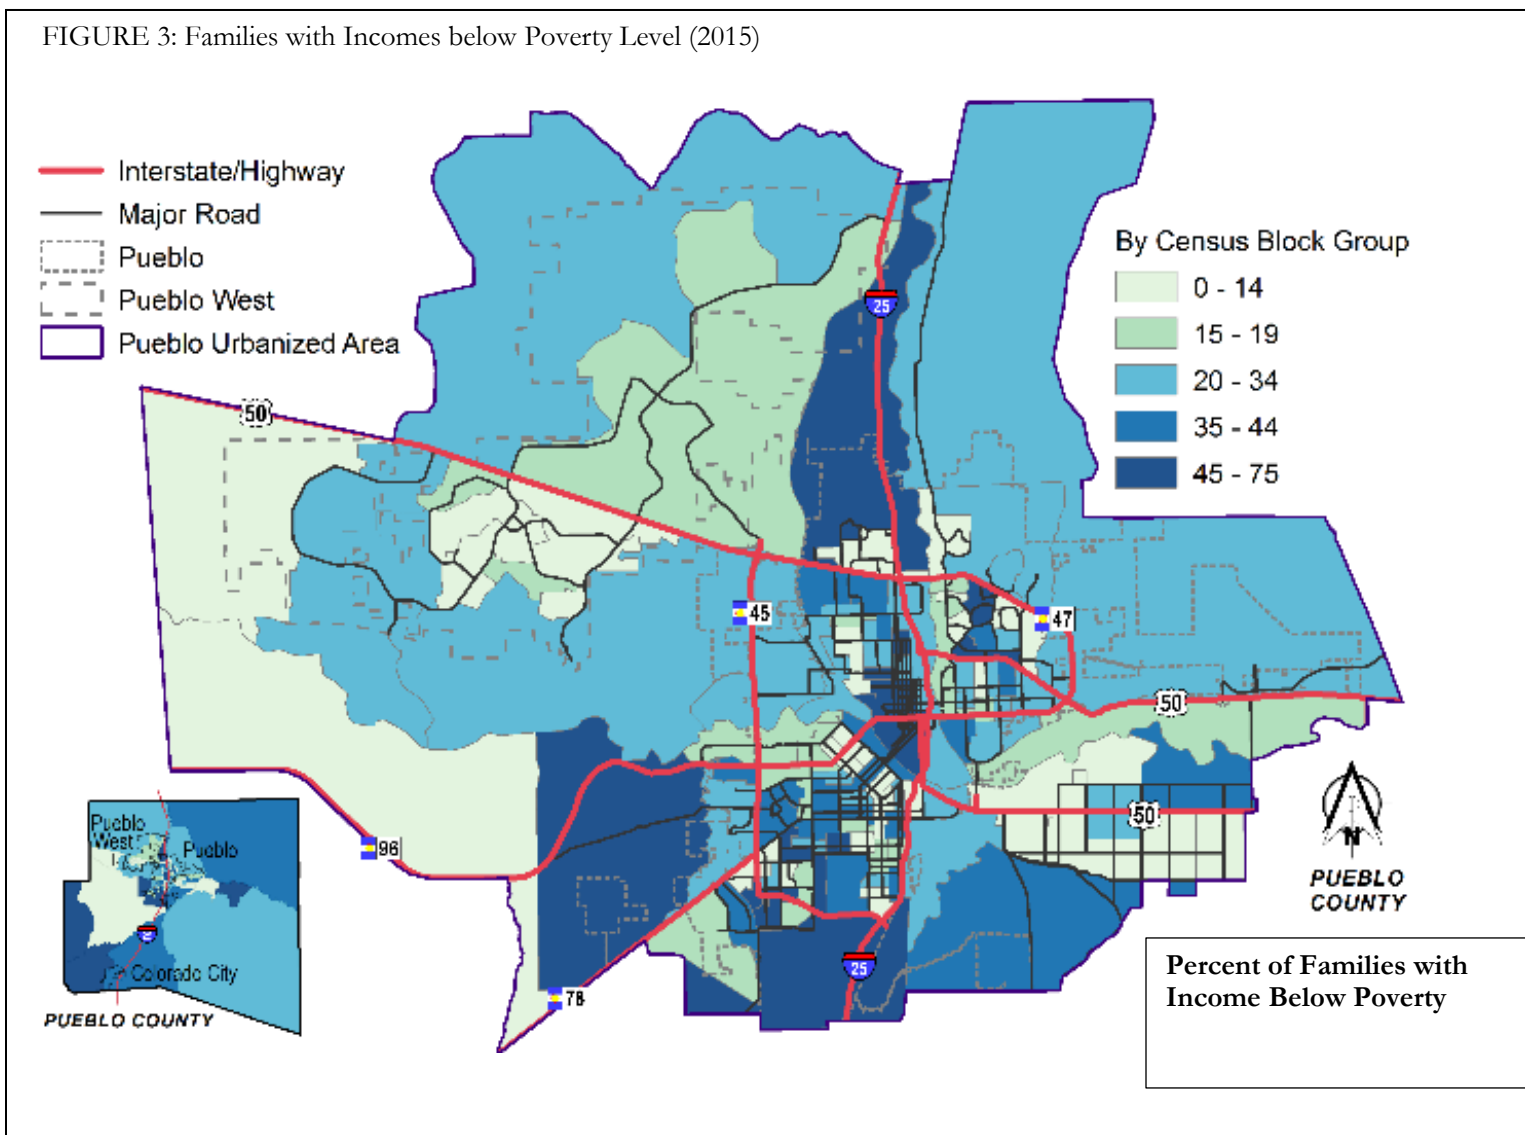 FIGURE 3: Families with Incomes below Poverty Level (2015)
Interstate/Highway
Major Road
Pueblo
Pueblo West
Pueblo Urbanized Area
By Census Block Group
0 - 14
15 - 19
20 - 34
35 - 44
45 - 75
25
50
45
47
50
50
96
78
25
Pueblo
West
Pueblo
Colorado City
PUEBLO COUNTY
N
PUEBLO
COUNTY
Percent of Families with
Income Below Poverty